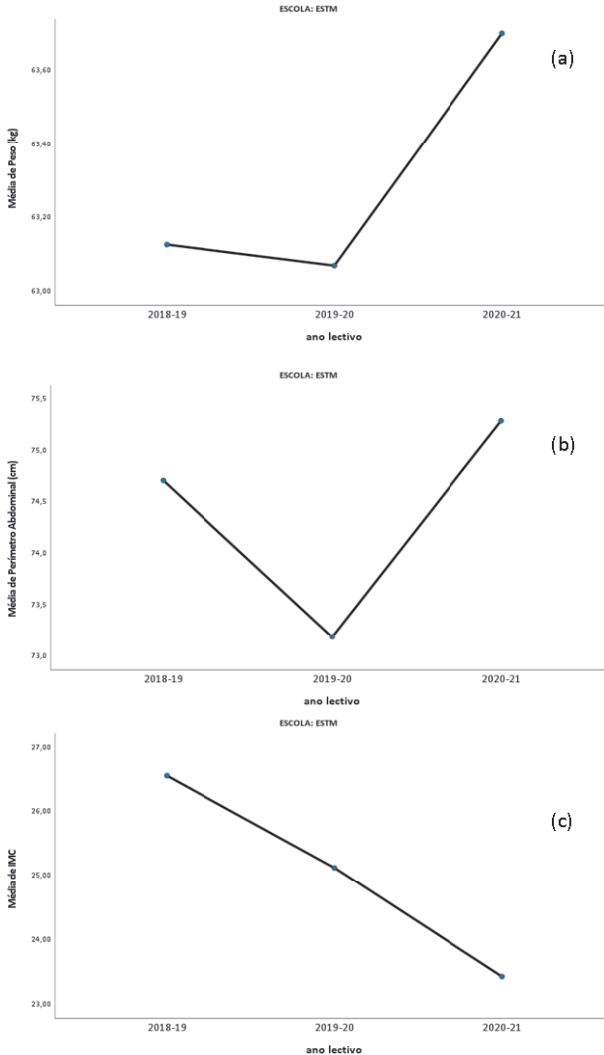 ESCOLA: ESTM
(a)
63,60
63,40
63,20
63,00
Média de Peso (kg)
2018-19 2019-20 2020-21
ano lectivo
ESCOLA: ESTM
(b)
75,5
75,0
74,5
74,0
73,5
73,0
Média de Perímetro Abdominal (cm)
2018-19 2019-20 2020-21
ano lectivo
ESCOLA: ESTM
(c)
27,00
26,00
25,00
24,00
23,00
Média de IMC
2018-19 2019-20 2020-21
ano lectivo